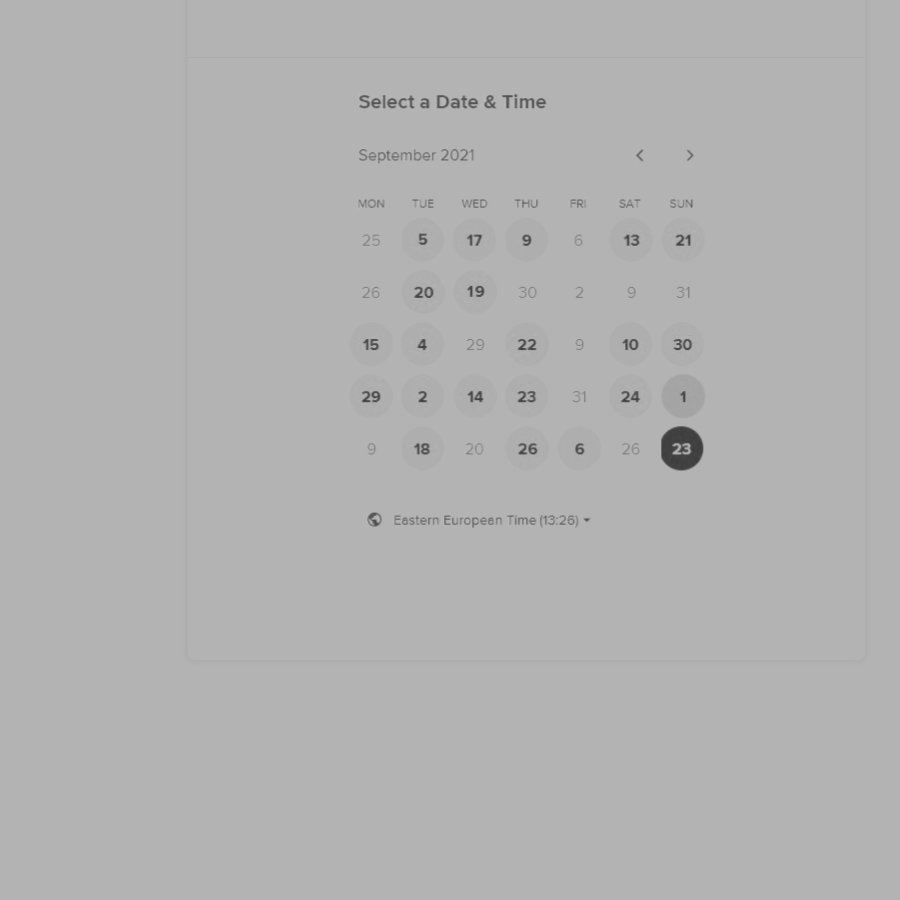 Select a Date & Time
September 2021
MON TUE WED THU FRI SAT SUN
25 5 17 9 6 13 21
26 20 19 30 2 9 31
15 4 29 22 9 10 30
29 2 14 23 31 24 1
9 18 20 26 6 26 23
Eastern European Time (13:26)